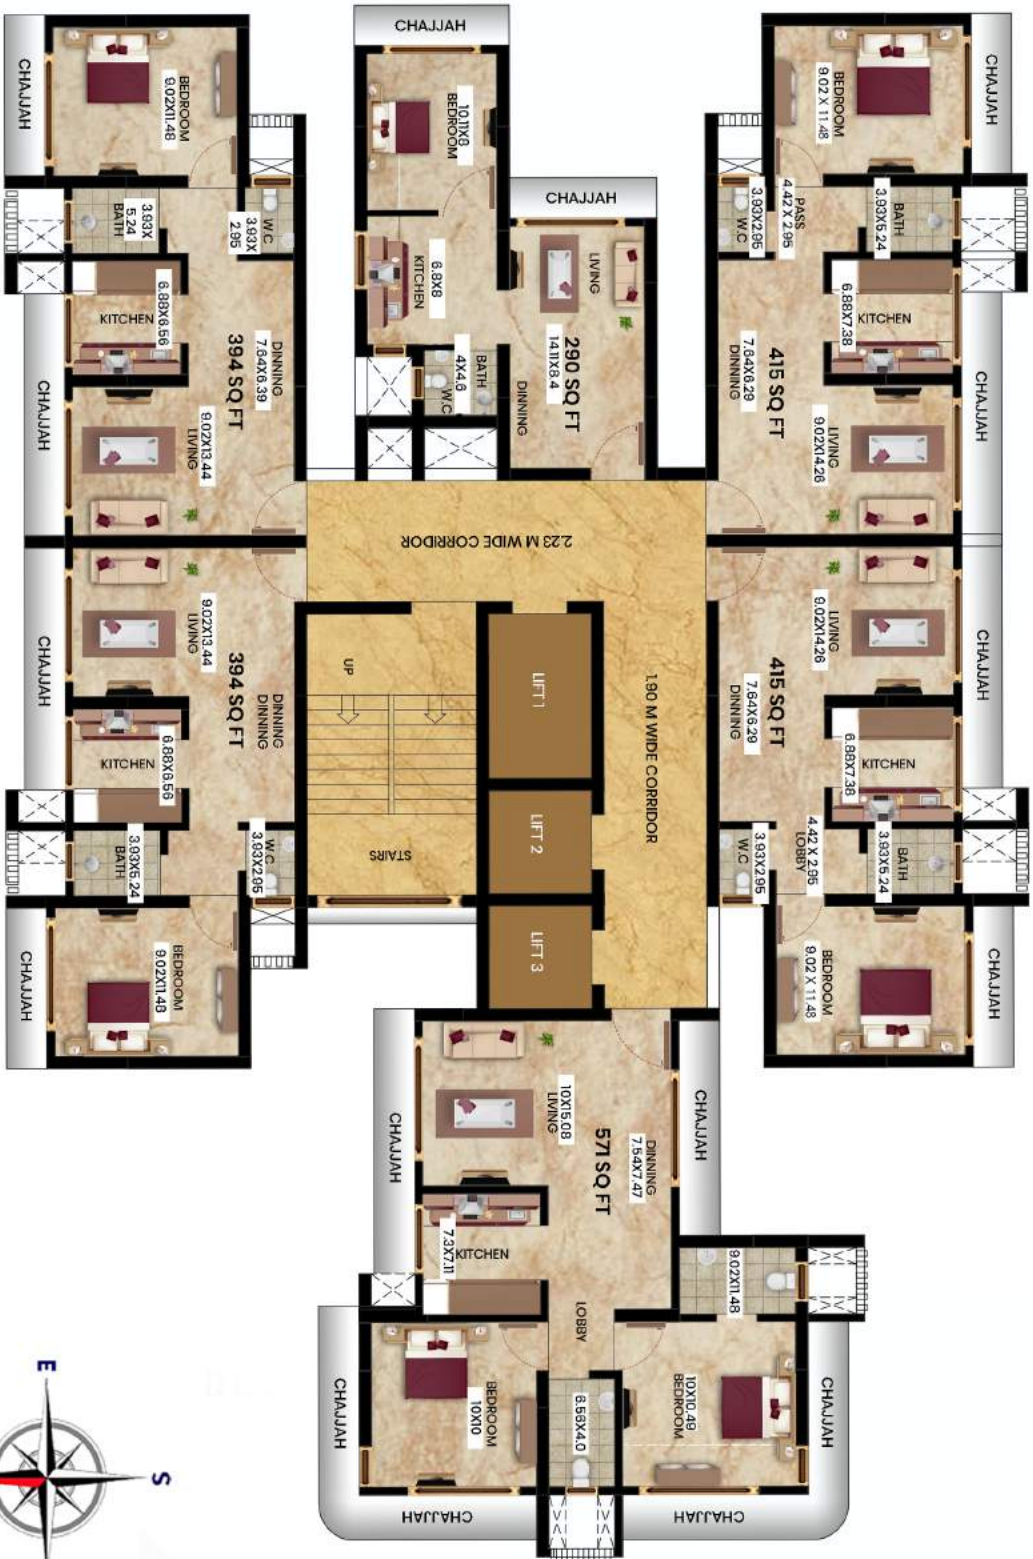 CHAJJAH
CHAJJAH
BEDROOM
9.02X11.48
3.93X
5.24
BATH
W.C
3.93X
2.95
6.88X6.56
KITCHEN
DINNING
7.64X6.39
394 SQ FT
CHAJJAH
9.02X13.44
LIVING
CHAJJAH
10.11X8
BEDROOM
6.8X8
KITCHEN
CHAJJAH
LIVING
290 SQ FT
14.11X8.4
DINNING
BATH
4X4.6
W.C
CHAJJAH
BEDROOM
9.02 X 11.48
PASS
4.42 X 2.95
3.93X2.95
W.C
BATH
3.93X5.24
KITCHEN
6.88X7.38
415 SQ FT
7.64X6.29
DINNING
LIVING
9.02X14.26
CHAJJAH
2.23 M WIDE CORRIDOR
1.90 M WIDE CORRIDOR
UP
STAIRS
LIFT 1
LIFT 2
LIFT 3
CHAJJAH
9.02X13.44
LIVING
394 SQ FT
DINNING
DINNING
KITCHEN
6.88X6.56
W.C
3.93X2.95
3.93X5.24
BATH
BEDROOM
9.02X11.48
CHAJJAH
LIVING
9.02X14.26
CHAJJAH
415 SQ FT
7.64X6.29
DINNING
KITCHEN
6.88X7.38
4.42 X 2.95
LOBBY
3.93X2.95
W.C
BATH
3.93X5.24
BEDROOM
9.02 X 11.48
CHAJJAH
CHAJJAH
10X15.08
LIVING
DINNING
7.54X7.47
571 SQ FT
CHAJJAH
KITCHEN
7.3X7.11
9.02X11.48
LOBBY
BEDROOM
10X10
CHAJJAH
6.56X4.0
10X10.49
BEDROOM
CHAJJAH
CHAJJAH
CHAJJAH
E
S